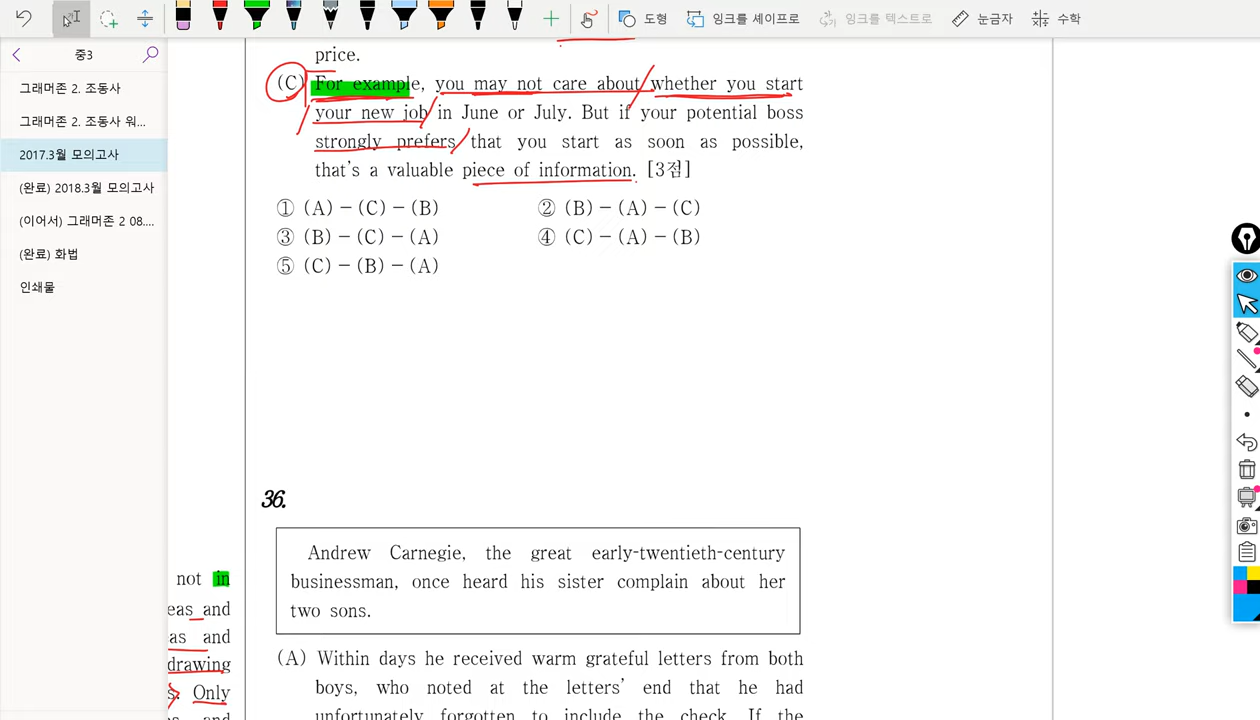 도형
잉크를 셰이프로
잉크를 텍스트로
눈금자
수학
중3
그래머존 2. 조동사
그래머존 2. 조동사 워...
2017.3월 모의고사
(완료) 2018.3월 모의고사
(이어서) 그래머존 2 08....
(완료) 화법
인쇄물
price.
(C) For example, you may not care about whether you start
your new job in June or July. But if your potential boss
strongly prefers that you start as soon as possible,
that's a valuable piece of information. [3점]
① (A)-(C)-(B)
② (B)-(A)-(C)
③ (B)-(C)-(A)
④ (C)-(A)-(B)
⑤ (C)-(B)-(A)
36.
Andrew Carnegie, the great early-twentieth-century
businessman, once heard his sister complain about her
two sons.
(A) Within days he received warm grateful letters from both
boys, who noted at the letters' end that he had
unfortunately forgotten to include the check. If the
not in
eas and
as and
drawing
s. Only